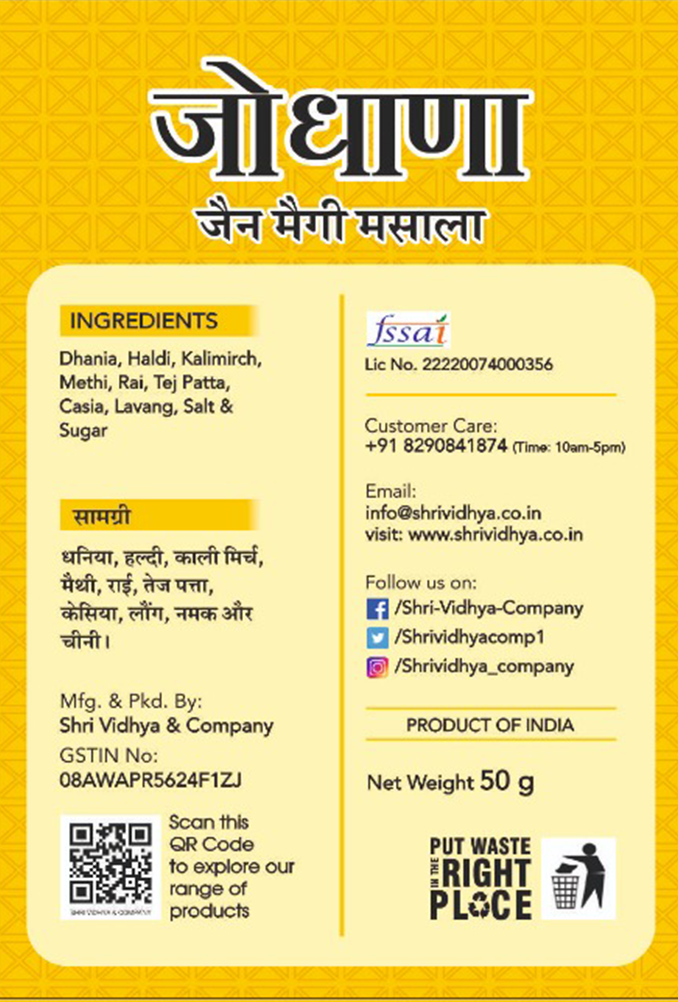 जोधाणा
जैन मैगी मसाला
INGREDIENTS
Dhania, Haldi, Kalimirch,
Methi, Rai, Tej Patta,
Casia, Lavang, Salt &
Sugar
सामग्री
धनिया, हल्दी, काली मिर्च,
मैथी, राई, तेज पत्ता,
केसिया, लौंग, नमक और
चीनी।
Mfg. & Pkd. By:
Shri Vidhya & Company
GSTIN No:
08AWAPR5624F1ZJ
SHRI VIDHYA & COMPANY
Scan this
QR Code
to explore our
range of
products
fssai
Lic No. 22220074000356
Customer Care:
+91 8290841874 (Time: 10am-5pm)
Email:
info@shrividhya.co.in
visit: www.shrividhya.co.in
Follow us on:
/Shri-Vidhya-Company
/Shrividhyacomp1
/Shrividhya_company
PRODUCT OF INDIA
Net Weight 50 g
PUT WASTE
IN THE RIGHT
PLACE